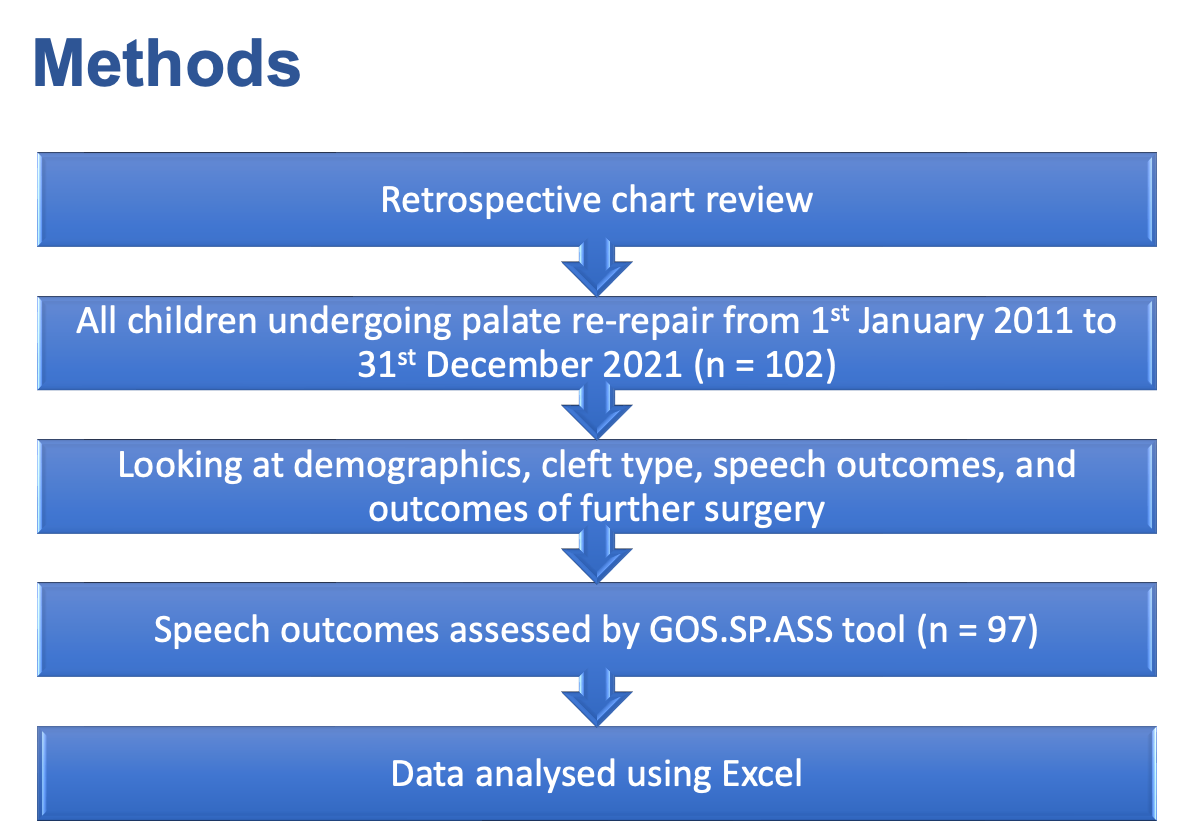 Methods
Retrospective chart review
All children undergoing palate re-repair from 1st January 2011 to
31st December 2021 (n = 102)
Looking at demographics, cleft type, speech outcomes, and
outcomes of further surgery
Speech outcomes assessed by GOS.SP.ASS tool (n = 97)
Data analysed using Excel